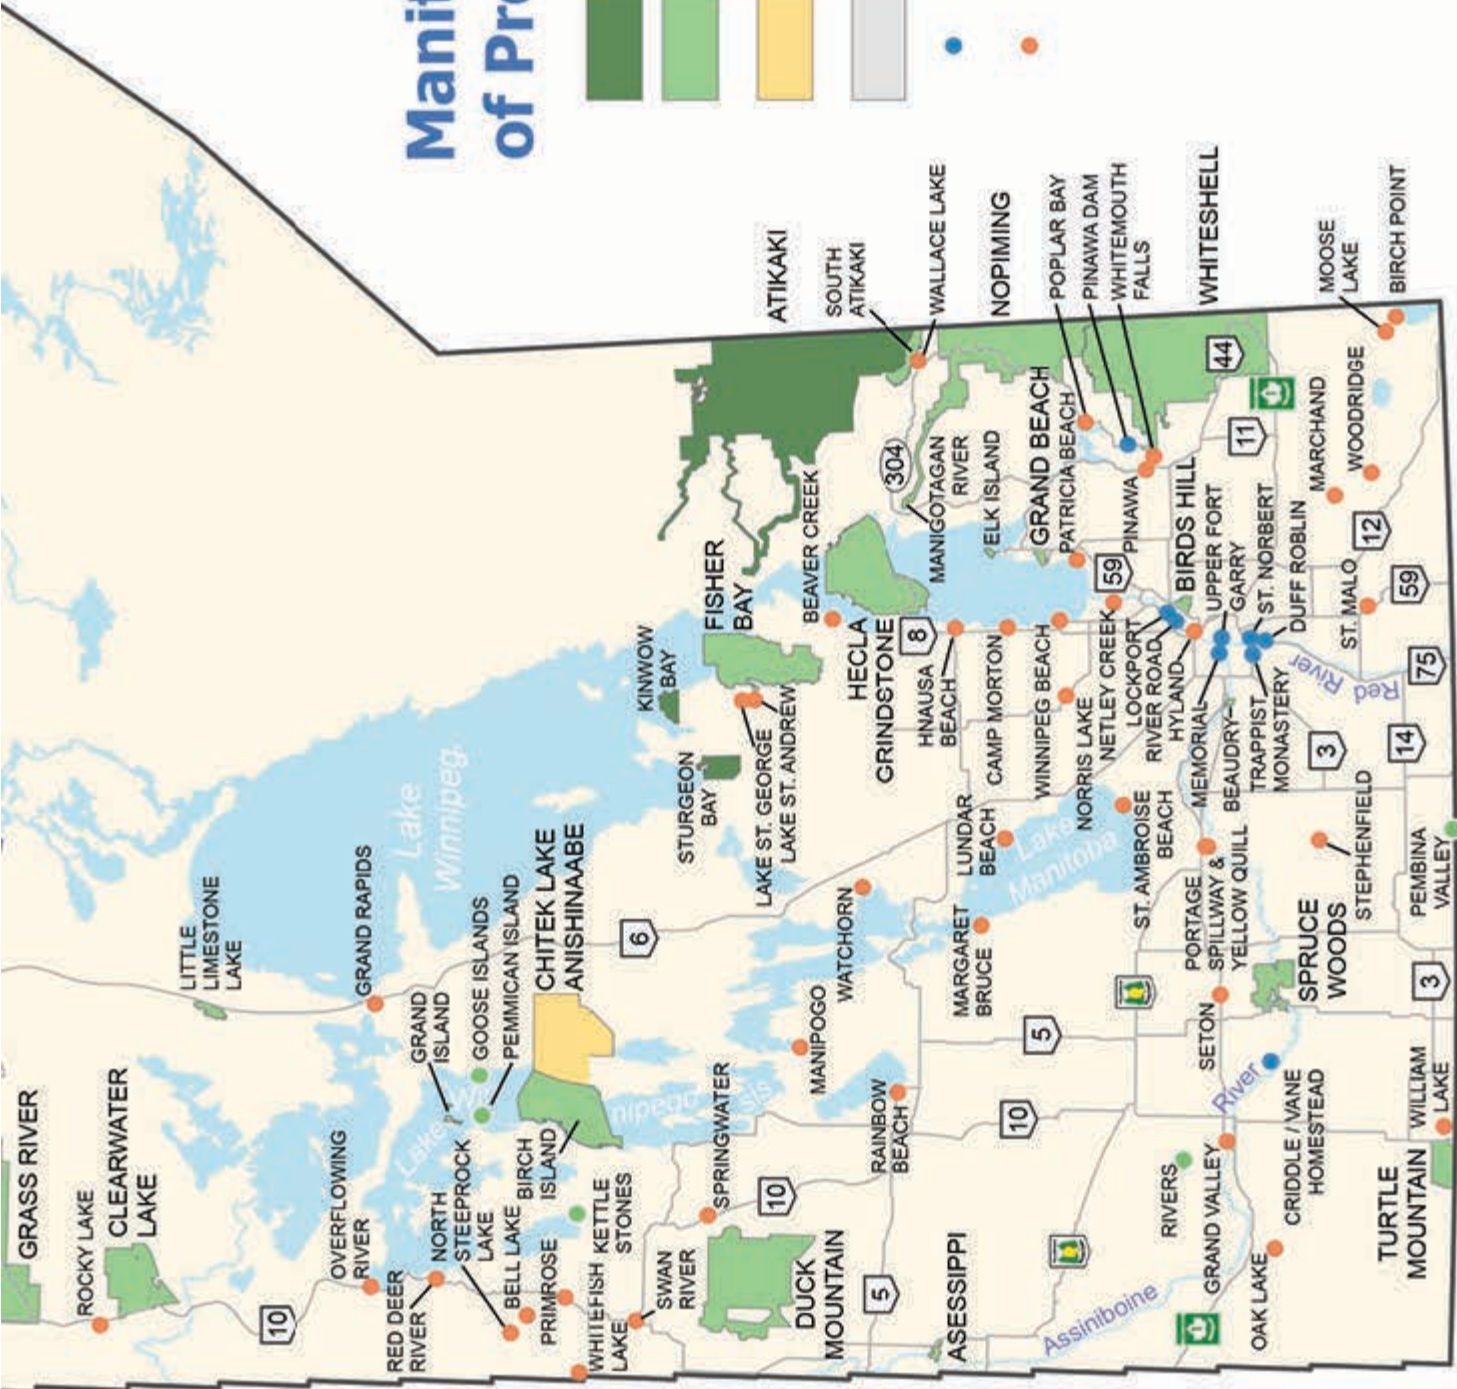 Manit
of Pro
GRASS RIVER
ROCKY LAKE
CLEARWATER
LAKE
LITTLE
LIMESTONE
LAKE
10
OVERFLOWING
RIVER
GRAND RAPIDS
Lake
Winnipeg
RED DEER
RIVER
NORTH
STEEPROCK
LAKE
GRAND
ISLAND
Lake
Wi
nipego
sis
GOOSE ISLANDS
PEMMICAN ISLAND
CHITEK LAKE
ANISHINAABE
BELL LAKE
BIRCH
ISLAND
PRIMROSE
KETTLE
STONES
WHITEFISH
LAKE
SWAN
RIVER
6
KINWOW
BAY
STURGEON
BAY
FISHER
BAY
LAKE ST. GEORGE
LAKE ST. ANDREW
SPRINGWATER
10
DUCK
MOUNTAIN
MANIPOGO
WATCHORN
BEAVER CREEK
HECLA
GRINDSTONE
ATIKAKI
SOUTH
ATIKAKI
WALLACE LAKE
304
MANIGOTAGAN
RIVER
NOPIMING
8
HNAUSA
BEACH
CAMP MORTON
WINNIPEG BEACH
NORRIS LAKE
NETLEY CREEK
ELK ISLAND
GRAND BEACH
PATRICIA BEACH
POPLAR BAY
PINAWA DAM
WHITEMOUTH
FALLS
WHITESHELL
RAINBOW
BEACH
5
ASESSIPPI
MARGARET
BRUCE
LUNDAR
BEACH
Lake
Manitoba
5
10
ST. AMBROISE
BEACH
59
PINAWA
BIRDS HILL
LOCKPORT
RIVER ROAD
HYLAND
MEMORIAL
BEAUDRY
TRAPPIST
MONASTERY
UPPER FORT
GARRY
ST. NORBERT
DUFF ROBLIN
44
11
PORTAGE
SPILLWAY &
YELLOW QUILL
SETON
RIVERS
GRAND VALLEY
OAK LAKE
Assiniboine
River
CRIDDLE / VANE
HOMESTEAD
SPRUCE
WOODS
Red
River
3
STEPHENFIELD
MARCHAND
WOODRIDGE
MOOSE
LAKE
BIRCH POINT
12
ST. MALO
59
75
14
PEMBINA
VALLEY
3
WILLIAM
LAKE
TURTLE
MOUNTAIN